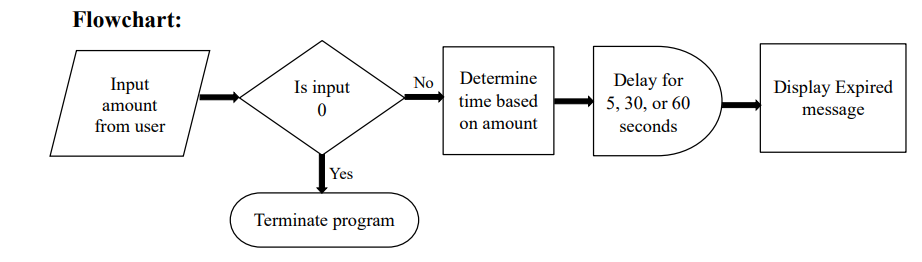 Flowchart:
Input
amount
from user
Is input
0
No
Determine
time based
on amount
Delay for
5, 30, or 60
seconds
Display Expired
message
Yes
Terminate program